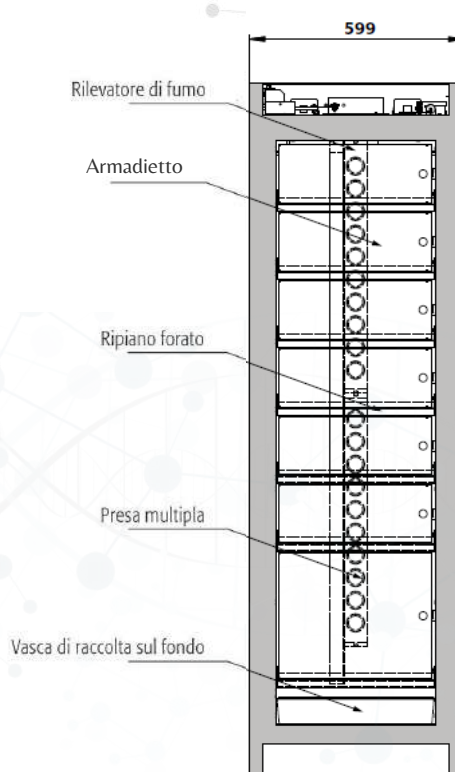 599
Rilevatore di fumo
Armadietto
Ripiano forato
Presa multipla
Vasca di raccolta sul fondo